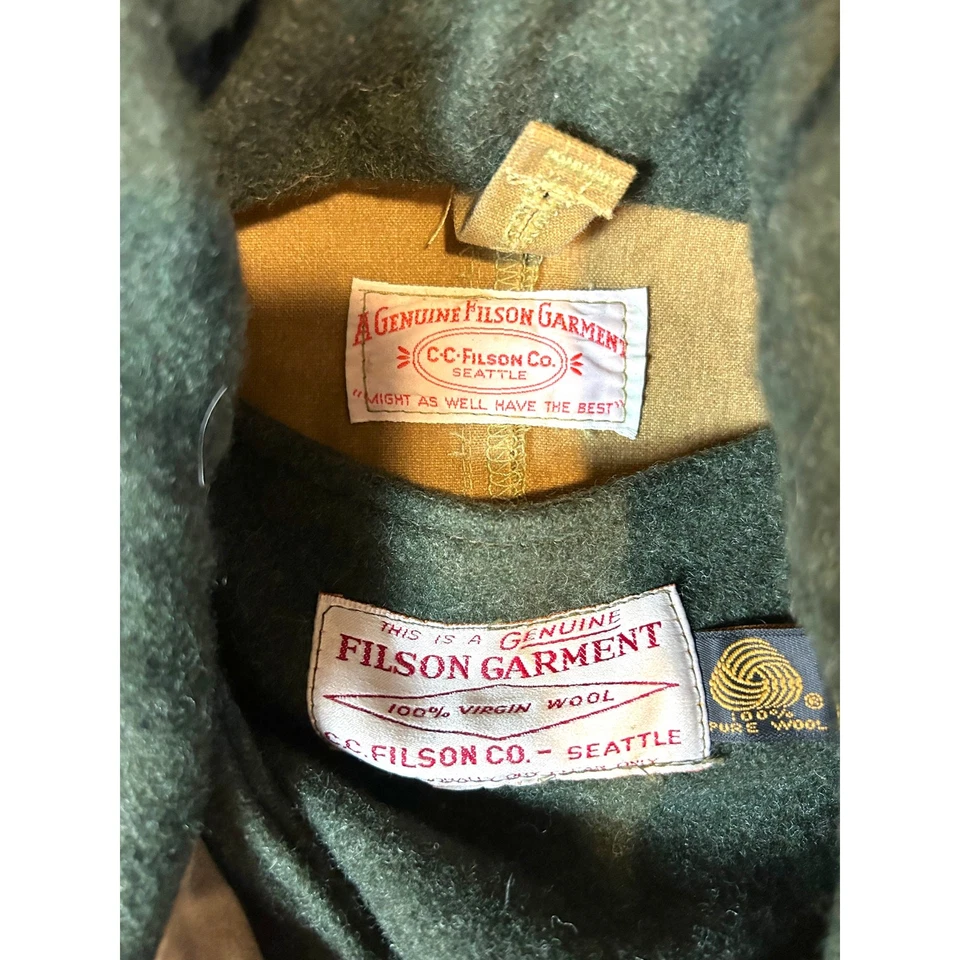 A GENUINE FILSON GARMENT
C·C·FILSON CO.
SEATTLE
"MIGHT AS WELL HAVE THE BEST"
THIS IS A GENUINE
FILSON GARMENT
100% VIRGIN WOOL
C.C.FILSON CO.- SEATTLE
ONLY
100%
PURE WOOL
®